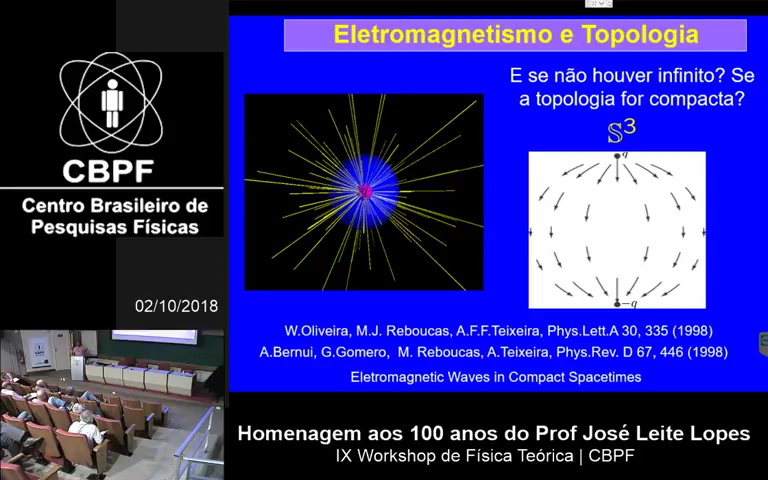 CBPF
Centro Brasileiro de
Pesquisas Físicas
02/10/2018
Eletromagnetismo e Topologia
E se não houver infinito? Se
a topologia for compacta?
𝕊³
q
-q
W.Oliveira, M.J. Reboucas, A.F.F.Teixeira, Phys.Lett.A 30, 335 (1998)
A.Bernui, G.Gomero, M. Reboucas, A.Teixeira, Phys.Rev. D 67, 446 (1998)
Eletromagnetic Waves in Compact Spacetimes
Homenagem aos 100 anos do Prof José Leite Lopes
IX Workshop de Física Teórica | CBPF